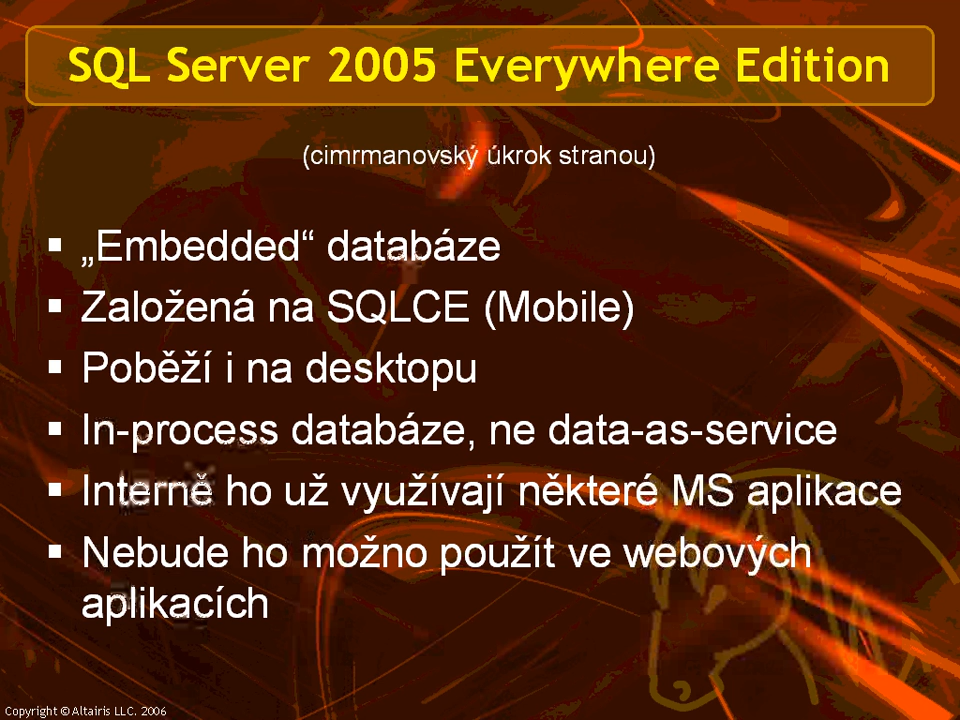 SQL Server 2005 Everywhere Edition
(cimrmanovský úkrok stranou)
▪ „Embedded“ databáze
▪ Založená na SQLCE (Mobile)
▪ Poběží i na desktopu
▪ In-process databáze, ne data-as-service
▪ Interně ho už využívají některé MS aplikace
▪ Nebude ho možno použít ve webových
aplikacích
Copyright © Altairis LLC. 2006